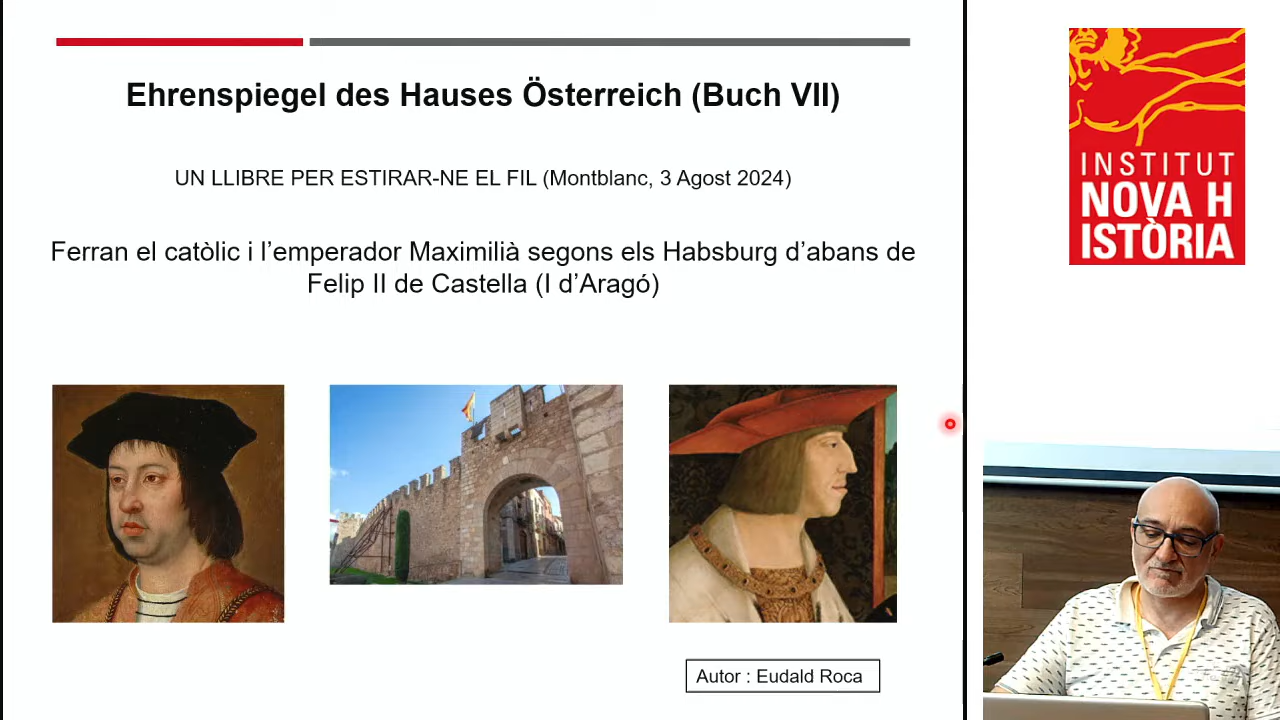 Ehrenspiegel des Hauses Österreich (Buch VII)
UN LLIBRE PER ESTIRAR-NE EL FIL (Montblanc, 3 Agost 2024)
Ferran el catòlic i l’emperador Maximilià segons els Habsburg d’abans de
Felip II de Castella (I d’Aragó)
Autor : Eudald Roca
INSTITUT
NOVA H
ISTÒRIA